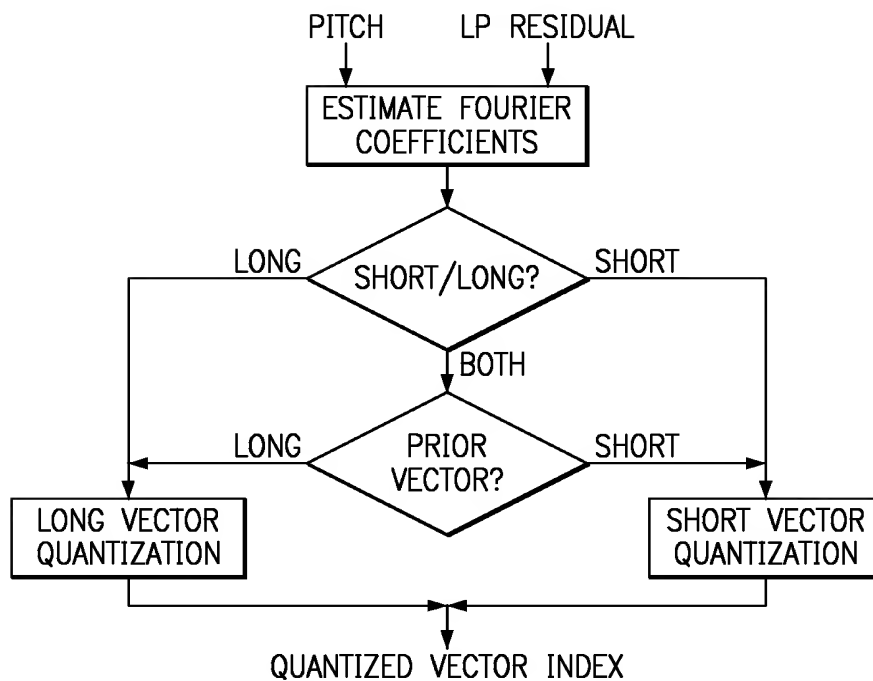 PITCH LP RESIDUAL
ESTIMATE FOURIER
COEFFICIENTS
LONG SHORT/LONG? SHORT
BOTH
LONG PRIOR SHORT
VECTOR?
LONG VECTOR
QUANTIZATION
SHORT VECTOR
QUANTIZATION
QUANTIZED VECTOR INDEX